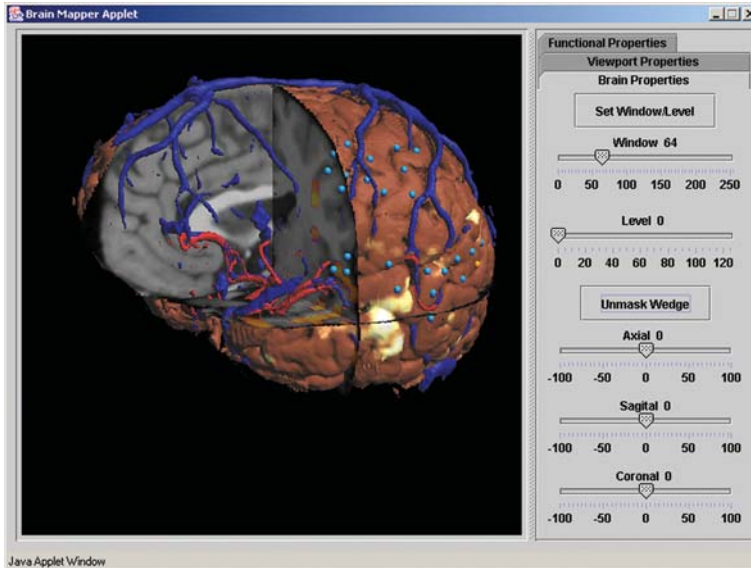 Brain Mapper Applet
Functional Properties
Viewport Properties
Brain Properties
Set Window/Level
Window 64
0 50 100 150 200 250
Level 0
0 20 40 60 80 100 120
Unmask Wedge
Axial 0
-100 -50 0 50 100
Sagital 0
-100 -50 0 50 100
Coronal 0
-100 -50 0 50 100
Java Applet Window